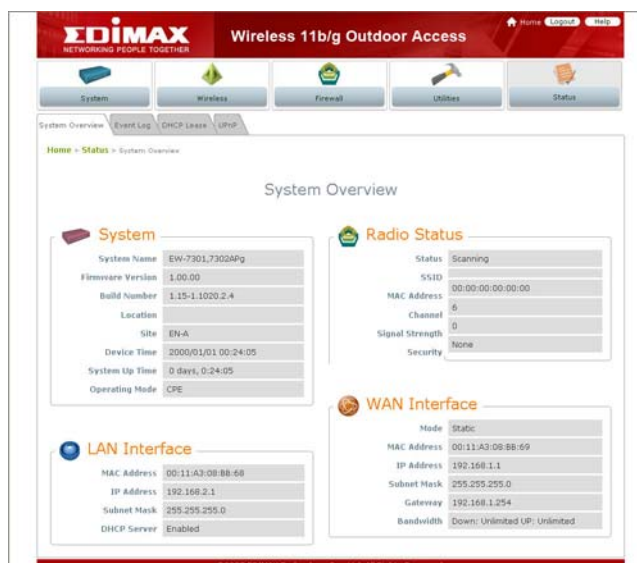 EDIMAX
NETWORKING PEOPLE TOGETHER
Wireless 11b/g Outdoor Access
Home Logout Help
System Wireless Firewall Utilities Status
System Overview Event Log DHCP Lease UPnP
Home > Status > System Overview
System Overview
System
System Name EW-7301,7302APg
Firmware Version 1.00.00
Build Number 1.15-1.1020.2.4
Location
Site EN-A
Device Time 2000/01/01 00:24:05
System Up Time 0 days, 0:24:05
Operating Mode CPE
LAN Interface
MAC Address 00:11:A3:08:BB:68
IP Address 192.168.2.1
Subnet Mask 255.255.255.0
DHCP Server Enabled
Radio Status
Status Scanning
SSID
MAC Address 00:00:00:00:00:00
Channel 6
Signal Strength 0
Security None
WAN Interface
Mode Static
MAC Address 00:11:A3:08:BB:69
IP Address 192.168.1.1
Subnet Mask 255.255.255.0
Gateway 192.168.1.254
Bandwidth Down: Unlimited UP: Unlimited